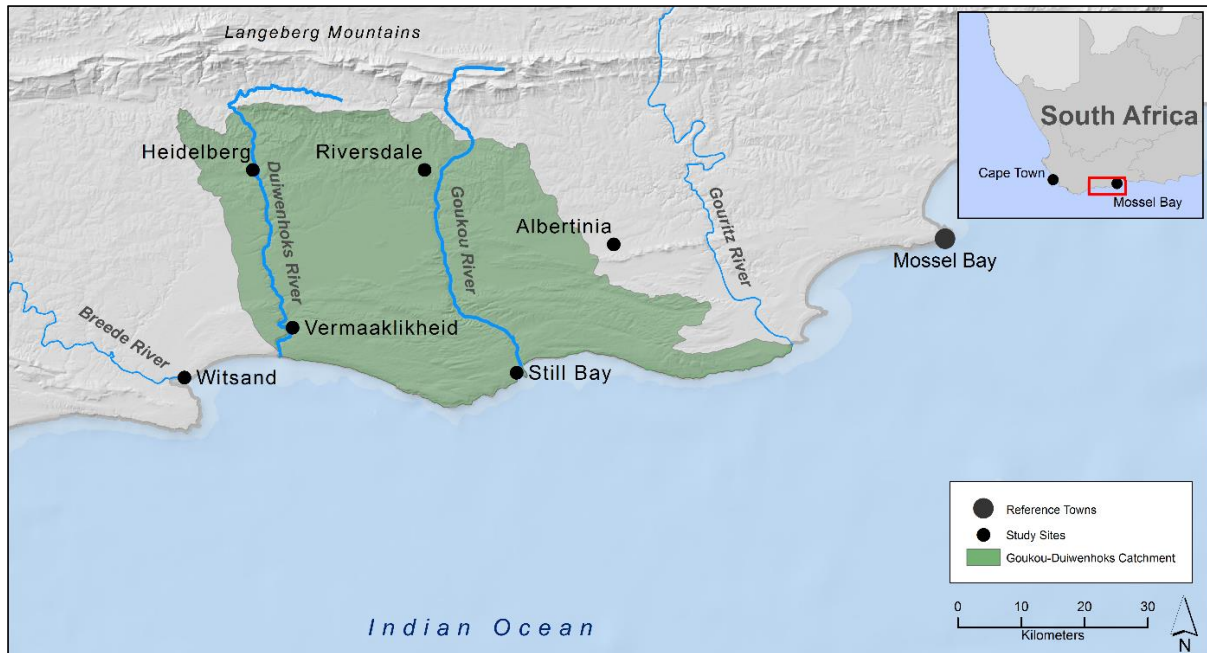 Langeberg Mountains
South Africa
Cape Town
Mossel Bay
Heidelberg
Riversdale
Duiwenhoks River
Goukou River
Albertinia
Gouritz River
Mossel Bay
Breede River
Vermaaklikheid
Witsand
Still Bay
Reference Towns
Study Sites
Goukou-Duiwenhoks Catchment
0 10 20 30
Kilometers
N
Indian Ocean